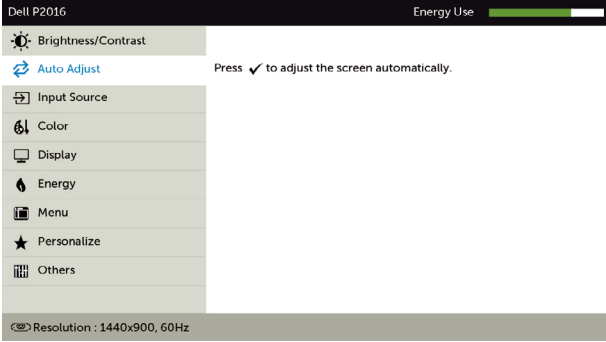 Dell P2016
Energy Use
Brightness/Contrast
Auto Adjust
Press ✓ to adjust the screen automatically.
Input Source
Color
Display
Energy
Menu
Personalize
Others
Resolution : 1440x900, 60Hz